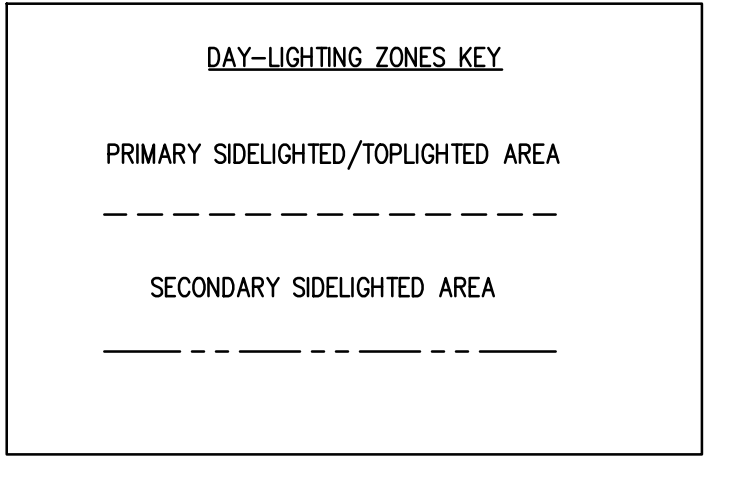 DAY-LIGHTING ZONES KEY
PRIMARY SIDELIGHTED/TOPLIGHTED AREA
SECONDARY SIDELIGHTED AREA